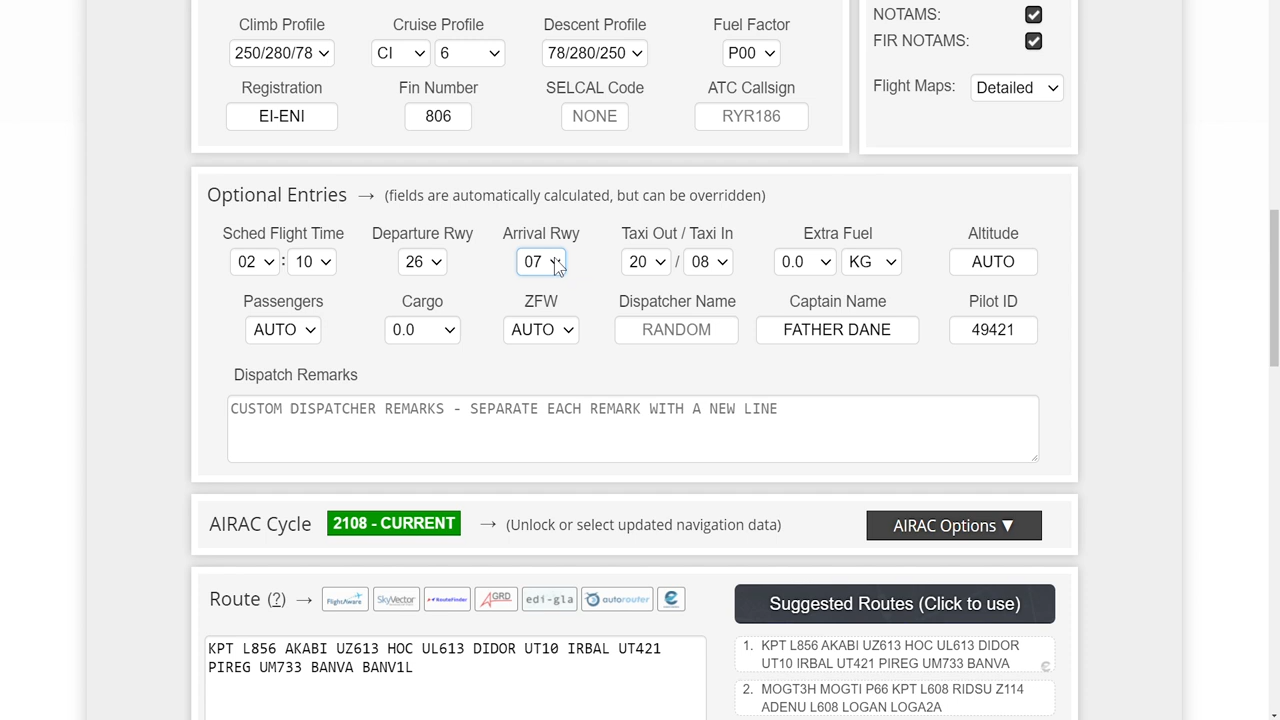 Climb Profile Cruise Profile Descent Profile Fuel Factor
250/280/78 CI 6 78/280/250 P00
Registration Fin Number SELCAL Code ATC Callsign
EI-ENI 806 NONE RYR186
NOTAMS:
FIR NOTAMS:
Flight Maps: Detailed
Optional Entries → (fields are automatically calculated, but can be overridden)
Sched Flight Time Departure Rwy Arrival Rwy Taxi Out / Taxi In Extra Fuel Altitude
02 : 10 26 07 20 / 08 0.0 KG AUTO
Passengers Cargo ZFW Dispatcher Name Captain Name Pilot ID
AUTO 0.0 AUTO RANDOM FATHER DANE 49421
Dispatch Remarks
CUSTOM DISPATCHER REMARKS - SEPARATE EACH REMARK WITH A NEW LINE
AIRAC Cycle 2108 - CURRENT → (Unlock or select updated navigation data) AIRAC Options ▼
Route (?) → FlightAware SkyVector RouteFinder GRD edi-gla autorouter
Suggested Routes (Click to use)
KPT L856 AKABI UZ613 HOC UL613 DIDOR UT10 IRBAL UT421
PIREG UM733 BANVA BANV1L
1. KPT L856 AKABI UZ613 HOC UL613 DIDOR
UT10 IRBAL UT421 PIREG UM733 BANVA
2. MOGT3H MOGTI P66 KPT L608 RIDSU Z114
ADENU L608 LOGAN LOGA2A